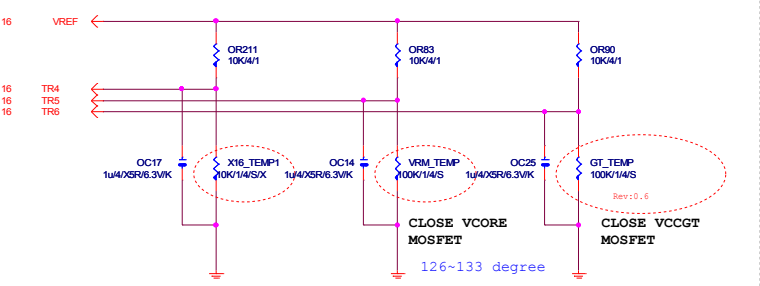 16 VREF
OR211
10K/4/1
OR83
10K/4/1
OR90
10K/4/1
16 TR4
16 TR5
16 TR6
OC17
1u/4/X5R/6.3V/K
X16_TEMP1
10K/1/4/S/X
OC14
1u/4/X5R/6.3V/K
VRM_TEMP
100K/1/4/S
OC25
1u/4/X5R/6.3V/K
GT_TEMP
100K/1/4/S
Rev:0.6
CLOSE VCORE
MOSFET
CLOSE VCCGT
MOSFET
126~133 degree